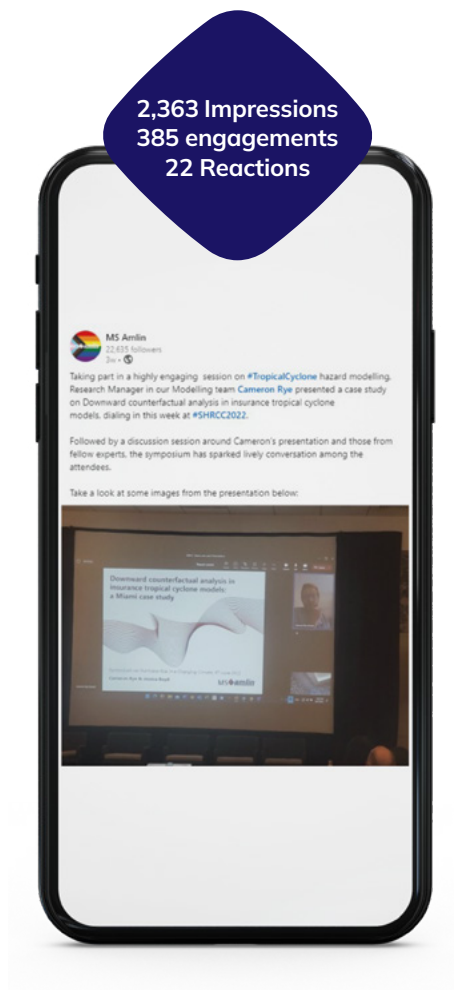 2,363 Impressions
385 engagements
22 Reactions
MS Amlin
22,635 followers
3w •
Taking part in a highly engaging session on #TropicalCyclone hazard modelling,
Research Manager in our Modelling team Cameron Rye presented a case study
on Downward counterfactual analysis in insurance tropical cyclone
models, dialing in this week at #SHRCC2022.
Followed by a discussion session around Cameron's presentation and those from
fellow experts, the symposium has sparked lively conversation among the
attendees.
Take a look at some images from the presentation below:
Downward counterfactual analysis in
insurance tropical cyclone models:
a Miami case study
Cameron Rye &
MS amlin